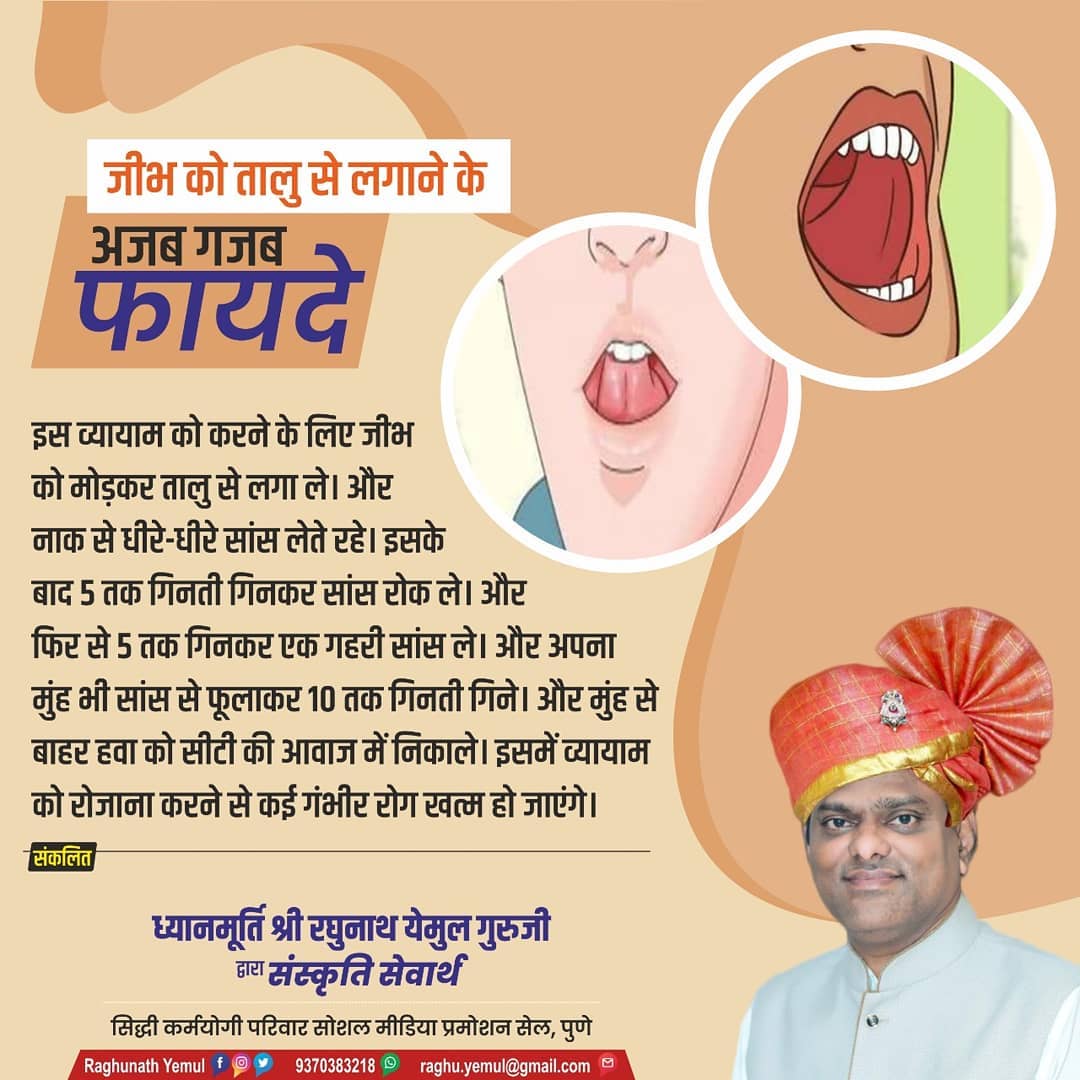 जीभ को तालु से लगाने के
अजब गजब
फायदे
इस व्यायाम को करने के लिए जीभ
को मोड़कर तालु से लगा ले। और
नाक से धीरे-धीरे सांस लेते रहे। इसके
बाद 5 तक गिनती गिनकर सांस रोक ले। और
फिर से 5 तक गिनकर एक गहरी सांस ले। और अपना
मुंह भी सांस से फूलाकर 10 तक गिनती गिने। और मुंह से
बाहर हवा को सीटी की आवाज में निकाले। इसमें व्यायाम
को रोजाना करने से कई गंभीर रोग खत्म हो जाएंगे।
संकलित
ध्यानमूर्ति श्री रघुनाथ येमुल गुरुजी
द्वारा संस्कृति सेवार्थ
सिद्धी कर्मयोगी परिवार सोशल मीडिया प्रमोशन सेल, पुणे
Raghunath Yemul 9370383218 raghu.yemul@gmail.com